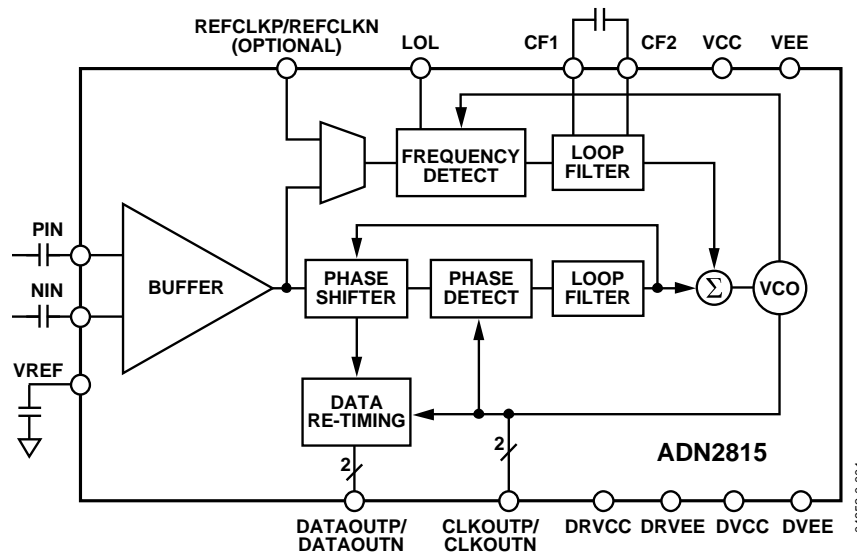 REFCLKP/REFCLKN
(OPTIONAL)
LOL
CF1
CF2
VCC
VEE
FREQUENCY
DETECT
LOOP
FILTER
PIN
NIN
BUFFER
PHASE
SHIFTER
PHASE
DETECT
LOOP
FILTER
Σ
VCO
VREF
DATA
RE-TIMING
2
2
ADN2815
DATAOUTP/
DATAOUTN
CLKOUTP/
CLKOUTN
DRVCC
DRVEE
DVCC
DVEE